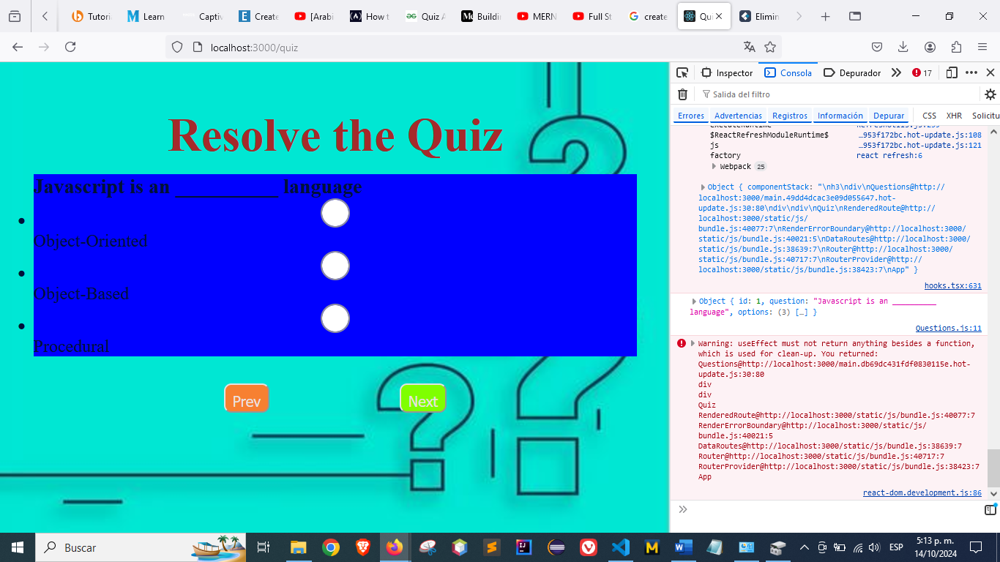 Tutori
Learn
Captiv
Create
[Arabi
How t
Quiz A
Buildin
MERN
Full St
create
Qui
Elimin
localhost:3000/quiz
Resolve the Quiz
Javascript is an __________ language
Object-Oriented
Object-Based
Procedural
Prev
Next
Inspector
Consola
Depurador
17
Salida del filtro
Errores
Advertencias
Registros
Información
Depurar
CSS
XHR
Solicitu
$ReactRefreshModuleRuntime$ …953f172bc.hot-update.js:108
js …953f172bc.hot-update.js:121
factory react refresh:6
Webpack 25
Object { componentStack: "\nh3\ndiv\nQuestions@http://
localhost:3000/main.49dd4dcac3e09d055647.hot-
update.js:30:80\ndiv\ndiv\nQuiz\nRenderedRoute@http://
localhost:3000/static/js/
bundle.js:40077:7\nRenderErrorBoundary@http://localhost:3000/
static/js/bundle.js:40021:5\nDataRoutes@http://localhost:3000/
static/js/bundle.js:38639:7\nRouter@http://localhost:3000/
static/js/bundle.js:40717:7\nRouterProvider@http://
localhost:3000/static/js/bundle.js:38423:7\nApp" }
hooks.tsx:631
Object { id: 1, question: "Javascript is an __________
language", options: (3) […] }
Questions.js:11
Warning: useEffect must not return anything besides a function,
which is used for clean-up. You returned:
Questions@http://localhost:3000/main.db69dc431fdf0830115e.hot-
update.js:30:80
div
div
Quiz
RenderedRoute@http://localhost:3000/static/js/bundle.js:40077:7
RenderErrorBoundary@http://localhost:3000/static/js/
bundle.js:40021:5
DataRoutes@http://localhost:3000/static/js/bundle.js:38639:7
Router@http://localhost:3000/static/js/bundle.js:40717:7
RouterProvider@http://localhost:3000/static/js/bundle.js:38423:7
App
react-dom.development.js:86
Buscar
ESP
5:13 p. m.
14/10/2024